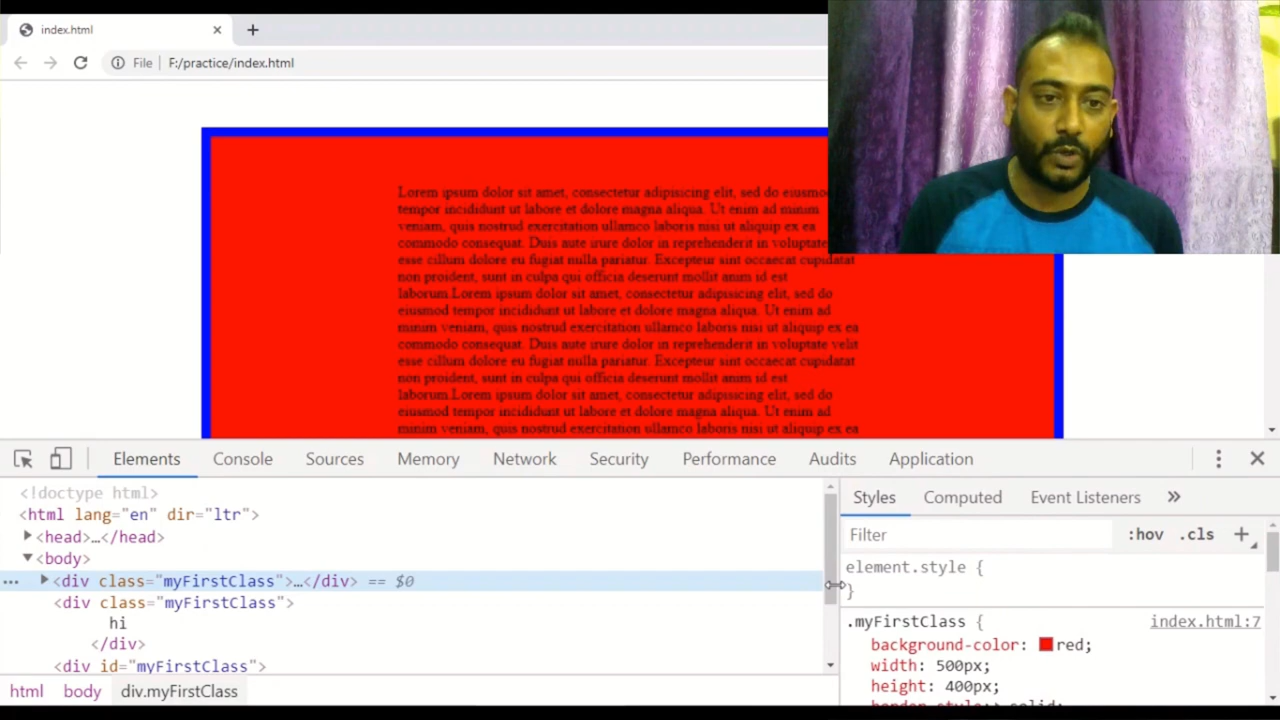 index.html
File F:/practice/index.html
Lorem ipsum dolor sit amet, consectetur adipisicing elit, sed do eiusmod
tempor incididunt ut labore et dolore magna aliqua. Ut enim ad minim
veniam, quis nostrud exercitation ullamco laboris nisi ut aliquip ex ea
commodo consequat. Duis aute irure dolor in reprehenderit in voluptate
esse cillum dolore eu fugiat nulla pariatur. Excepteur sint occaecat cupidatat
non proident, sunt in culpa qui officia deserunt mollit anim id est
laborum.Lorem ipsum dolor sit amet, consectetur adipisicing elit, sed do
eiusmod tempor incididunt ut labore et dolore magna aliqua. Ut enim ad
minim veniam, quis nostrud exercitation ullamco laboris nisi ut aliquip ex ea
commodo consequat. Duis aute irure dolor in reprehenderit in voluptate velit
esse cillum dolore eu fugiat nulla pariatur. Excepteur sint occaecat cupidatat
non proident, sunt in culpa qui officia deserunt mollit anim id est
laborum.Lorem ipsum dolor sit amet, consectetur adipisicing elit, sed do
eiusmod tempor incididunt ut labore et dolore magna aliqua. Ut enim ad
minim veniam, quis nostrud exercitation ullamco laboris nisi ut aliquip ex ea
Elements Console Sources Memory Network Security Performance Audits Application
<!doctype html>
<html lang="en" dir="ltr">
<head>…</head>
<body>
… <div class="myFirstClass">…</div> == $0
<div class="myFirstClass">
hi
</div>
<div id="myFirstClass">
html body div.myFirstClass
Styles Computed Event Listeners »
Filter :hov .cls +
element.style {
}
.myFirstClass { index.html:7
background-color: red;
width: 500px;
height: 400px;
border-style: solid;